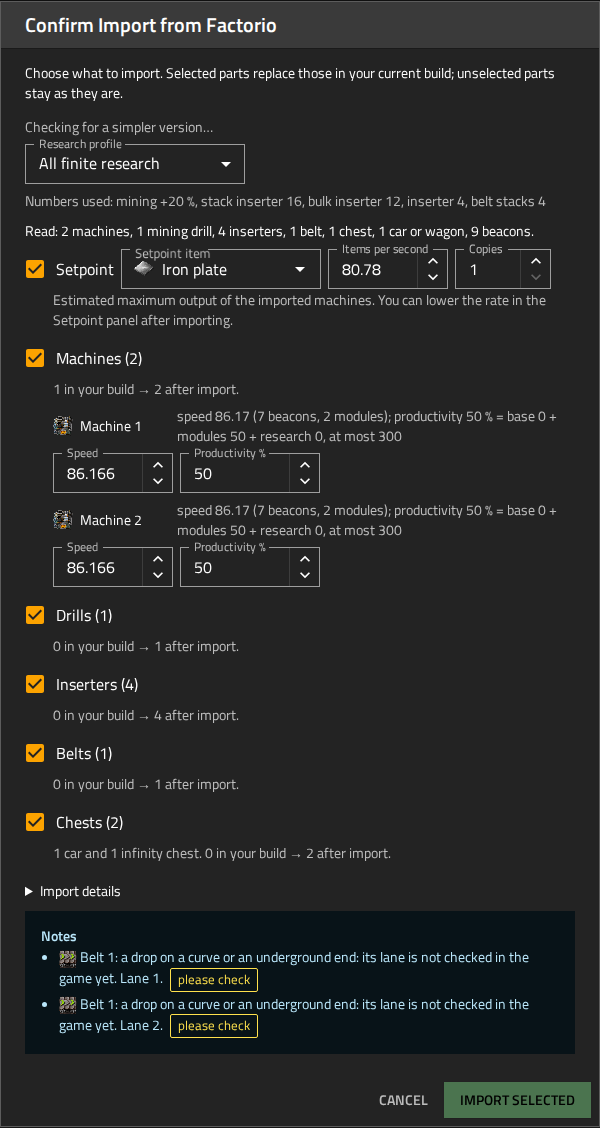 Confirm Import from Factorio
Choose what to import. Selected parts replace those in your current build; unselected parts
stay as they are.
Checking for a simpler version…
Research profile
All finite research
Numbers used: mining +20 %, stack inserter 16, bulk inserter 12, inserter 4, belt stacks 4
Read: 2 machines, 1 mining drill, 4 inserters, 1 belt, 1 chest, 1 car or wagon, 9 beacons.
Setpoint
Setpoint item
Iron plate
Items per second
80.78
Copies
1
Estimated maximum output of the imported machines. You can lower the rate in the
Setpoint panel after importing.
Machines (2)
1 in your build → 2 after import.
Machine 1
speed 86.17 (7 beacons, 2 modules); productivity 50 % = base 0 +
modules 50 + research 0, at most 300
Speed
86.166
Productivity %
50
Machine 2
speed 86.17 (7 beacons, 2 modules); productivity 50 % = base 0 +
modules 50 + research 0, at most 300
Speed
86.166
Productivity %
50
Drills (1)
0 in your build → 1 after import.
Inserters (4)
0 in your build → 4 after import.
Belts (1)
0 in your build → 1 after import.
Chests (2)
1 car and 1 infinity chest. 0 in your build → 2 after import.
Import details
Notes
Belt 1: a drop on a curve or an underground end: its lane is not checked in the
game yet. Lane 1. please check
Belt 1: a drop on a curve or an underground end: its lane is not checked in the
game yet. Lane 2. please check
CANCEL
IMPORT SELECTED